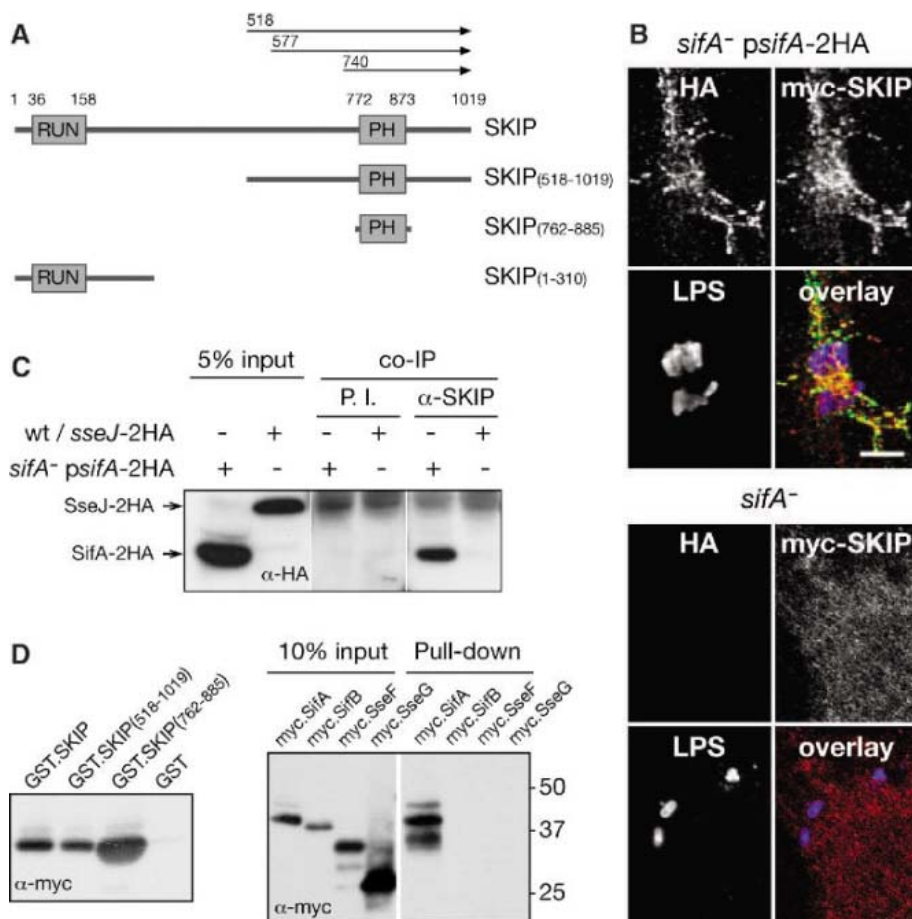 A
518
577
740
1 36 158 772 873 1019
RUN PH SKIP
PH SKIP(518-1019)
PH SKIP(762-885)
RUN SKIP(1-310)
B
sifA⁻ psifA-2HA
HA myc-SKIP
LPS overlay
sifA⁻
HA myc-SKIP
LPS overlay
C
5% input co-IP
P. I. α-SKIP
wt / sseJ-2HA - + - + - +
sifA⁻ psifA-2HA + - + - + -
SseJ-2HA
SifA-2HA
α-HA
D
GST.SKIP
GST.SKIP(518-1019)
GST.SKIP(762-885)
GST
α-myc
10% input Pull-down
myc.SifA myc.SifB myc.SseF myc.SseG myc.SifA myc.SifB myc.SseF myc.SseG
50
37
25
α-myc